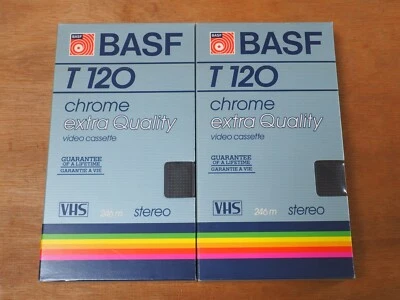 BASF
T 120
chrome
extra Quality
video cassette
GUARANTEE
OF A LIFETIME
GARANTIE A VIE
VHS 246 m stereo
BASF
T 120
chrome
extra Quality
video cassette
GUARANTEE
OF A LIFETIME
GARANTIE A VIE
VHS 246 m stereo